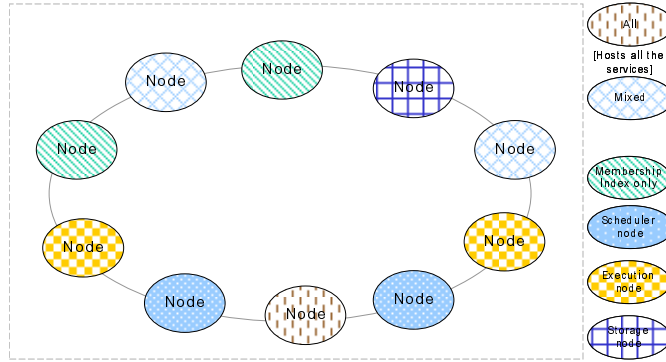 Node
Node
Node
Node
Node
Node
Node
Node
Node
Node
Node
All
[Hosts all the
services]
Mixed
Membership
Index only
Scheduler
node
Execution
node
Storage
node